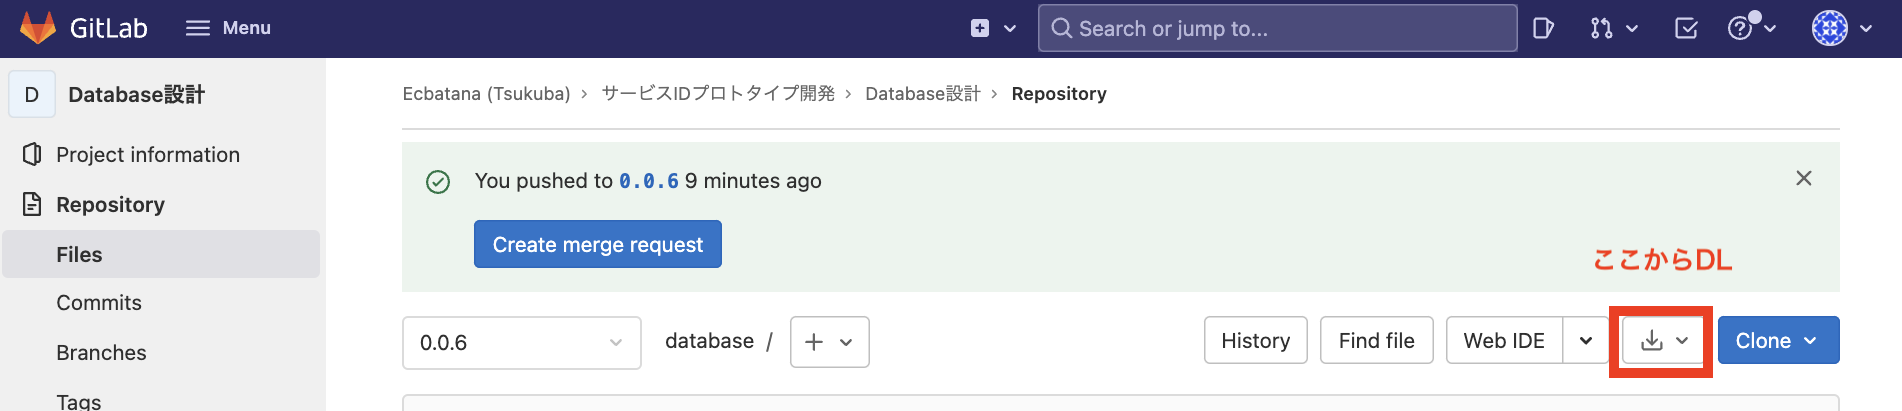 GitLab
Menu
Search or jump to...
D
Database設計
Ecbatana (Tsukuba) › サービスIDプロトタイプ開発 › Database設計 › Repository
Project information
Repository
Files
Commits
Branches
Tags
You pushed to 0.0.6 9 minutes ago
Create merge request
ここからDL
0.0.6
database /
History
Find file
Web IDE
Clone